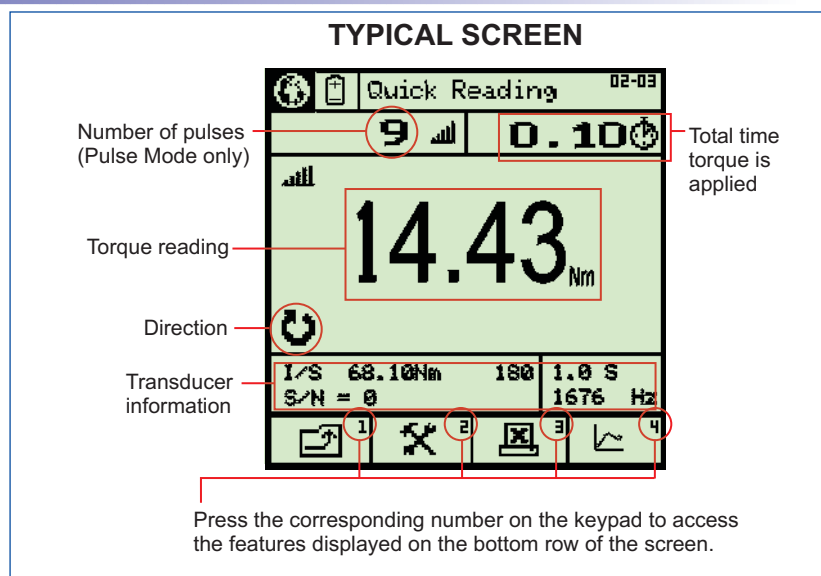 TYPICAL SCREEN
Quick Reading 02-03
Number of pulses
(Pulse Mode only)
9 0.10
Total time
torque is
applied
Torque reading
14.43 Nm
Direction
Transducer
information
I/S 68.10Nm 180 1.0 S
S/N = 0 1676 Hz
1 2 3 4
Press the corresponding number on the keypad to access
the features displayed on the bottom row of the screen.